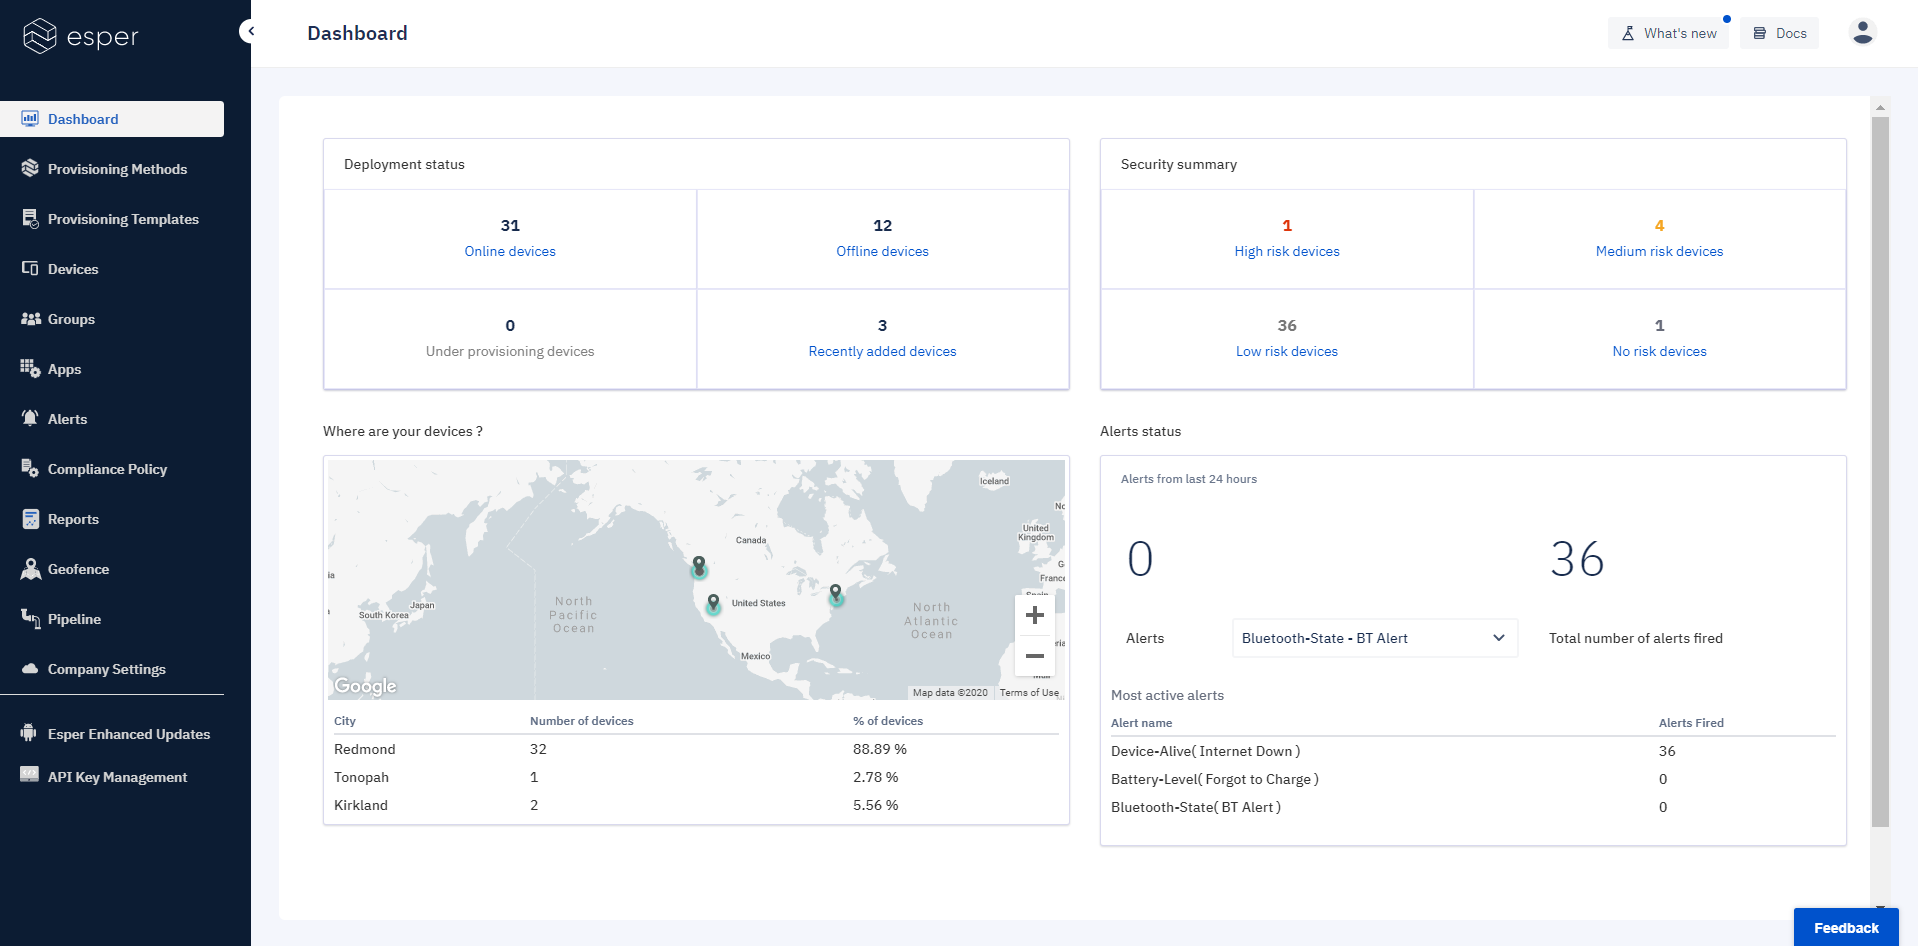 esper
Dashboard
What's new
Docs
Dashboard
Provisioning Methods
Provisioning Templates
Devices
Groups
Apps
Alerts
Compliance Policy
Reports
Geofence
Pipeline
Company Settings
Esper Enhanced Updates
API Key Management
Deployment status
31
Online devices
12
Offline devices
0
Under provisioning devices
3
Recently added devices
Security summary
1
High risk devices
4
Medium risk devices
36
Low risk devices
1
No risk devices
Where are your devices ?
Iceland
No
United
Kingdom
Canada
G
ia
France
Spain
Japan
South Korea
North
Pacific
Ocean
United States
North
Atlantic
Ocean
eria
Mexico
Mali
Google
Map data ©2020
Terms of Use
City Number of devices % of devices
Redmond 32 88.89 %
Tonopah 1 2.78 %
Kirkland 2 5.56 %
Alerts status
Alerts from last 24 hours
0
36
Alerts
Bluetooth-State - BT Alert
Total number of alerts fired
Most active alerts
Alert name Alerts Fired
Device-Alive( Internet Down ) 36
Battery-Level( Forgot to Charge ) 0
Bluetooth-State( BT Alert ) 0
Feedback